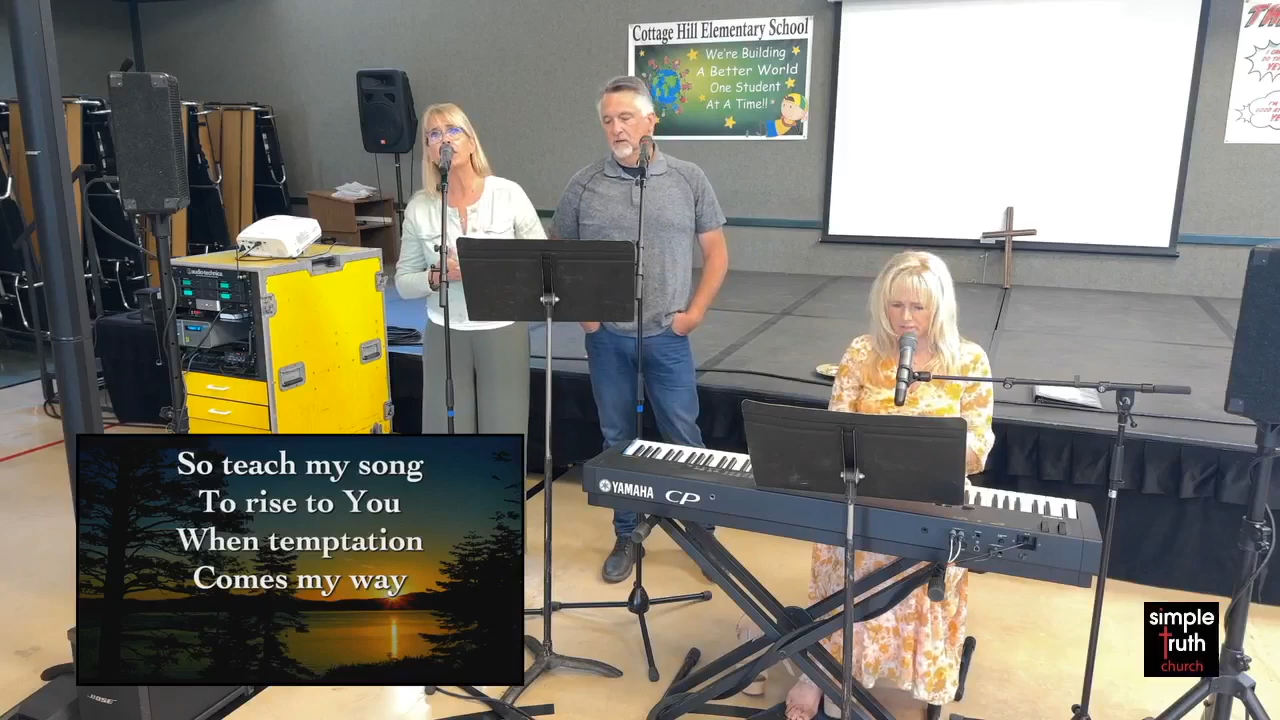 Cottage Hill Elementary School
We're Building
A Better World
One Student
At A Time!!
audio-technica
So teach my song
To rise to You
When temptation
Comes my way
YAMAHA CP
BOSE
simple
truth
church